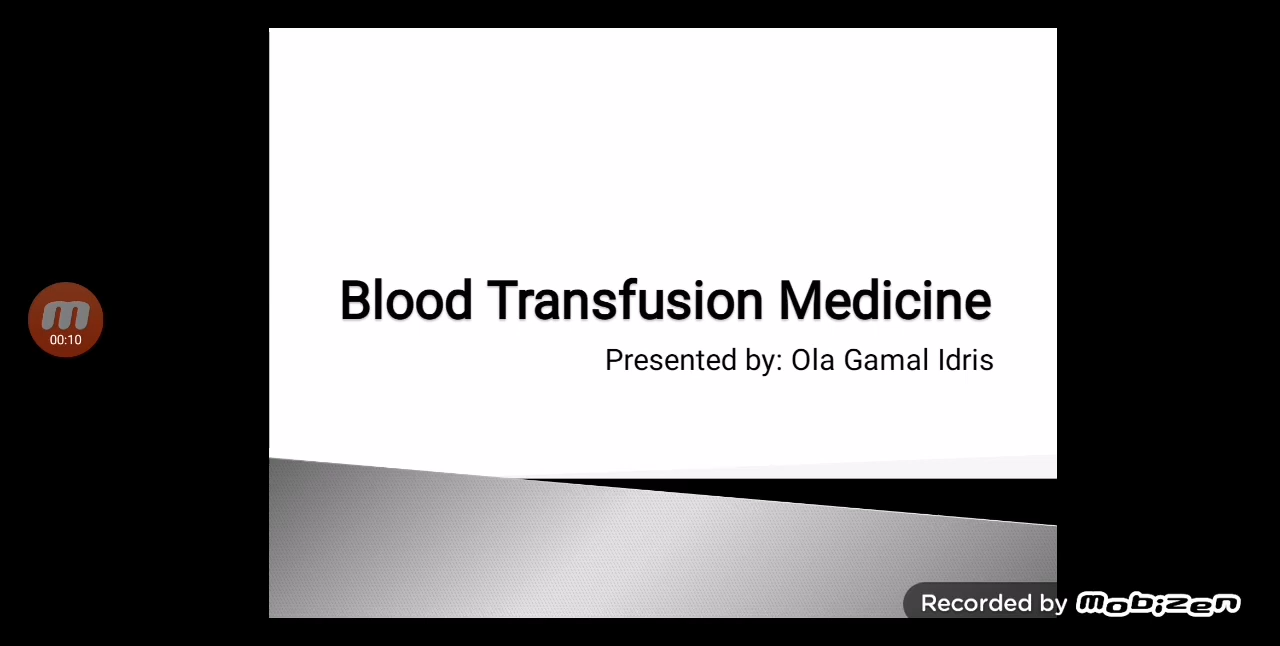 Blood Transfusion Medicine
Presented by: Ola Gamal Idris
m
00:10
Recorded by mobizen